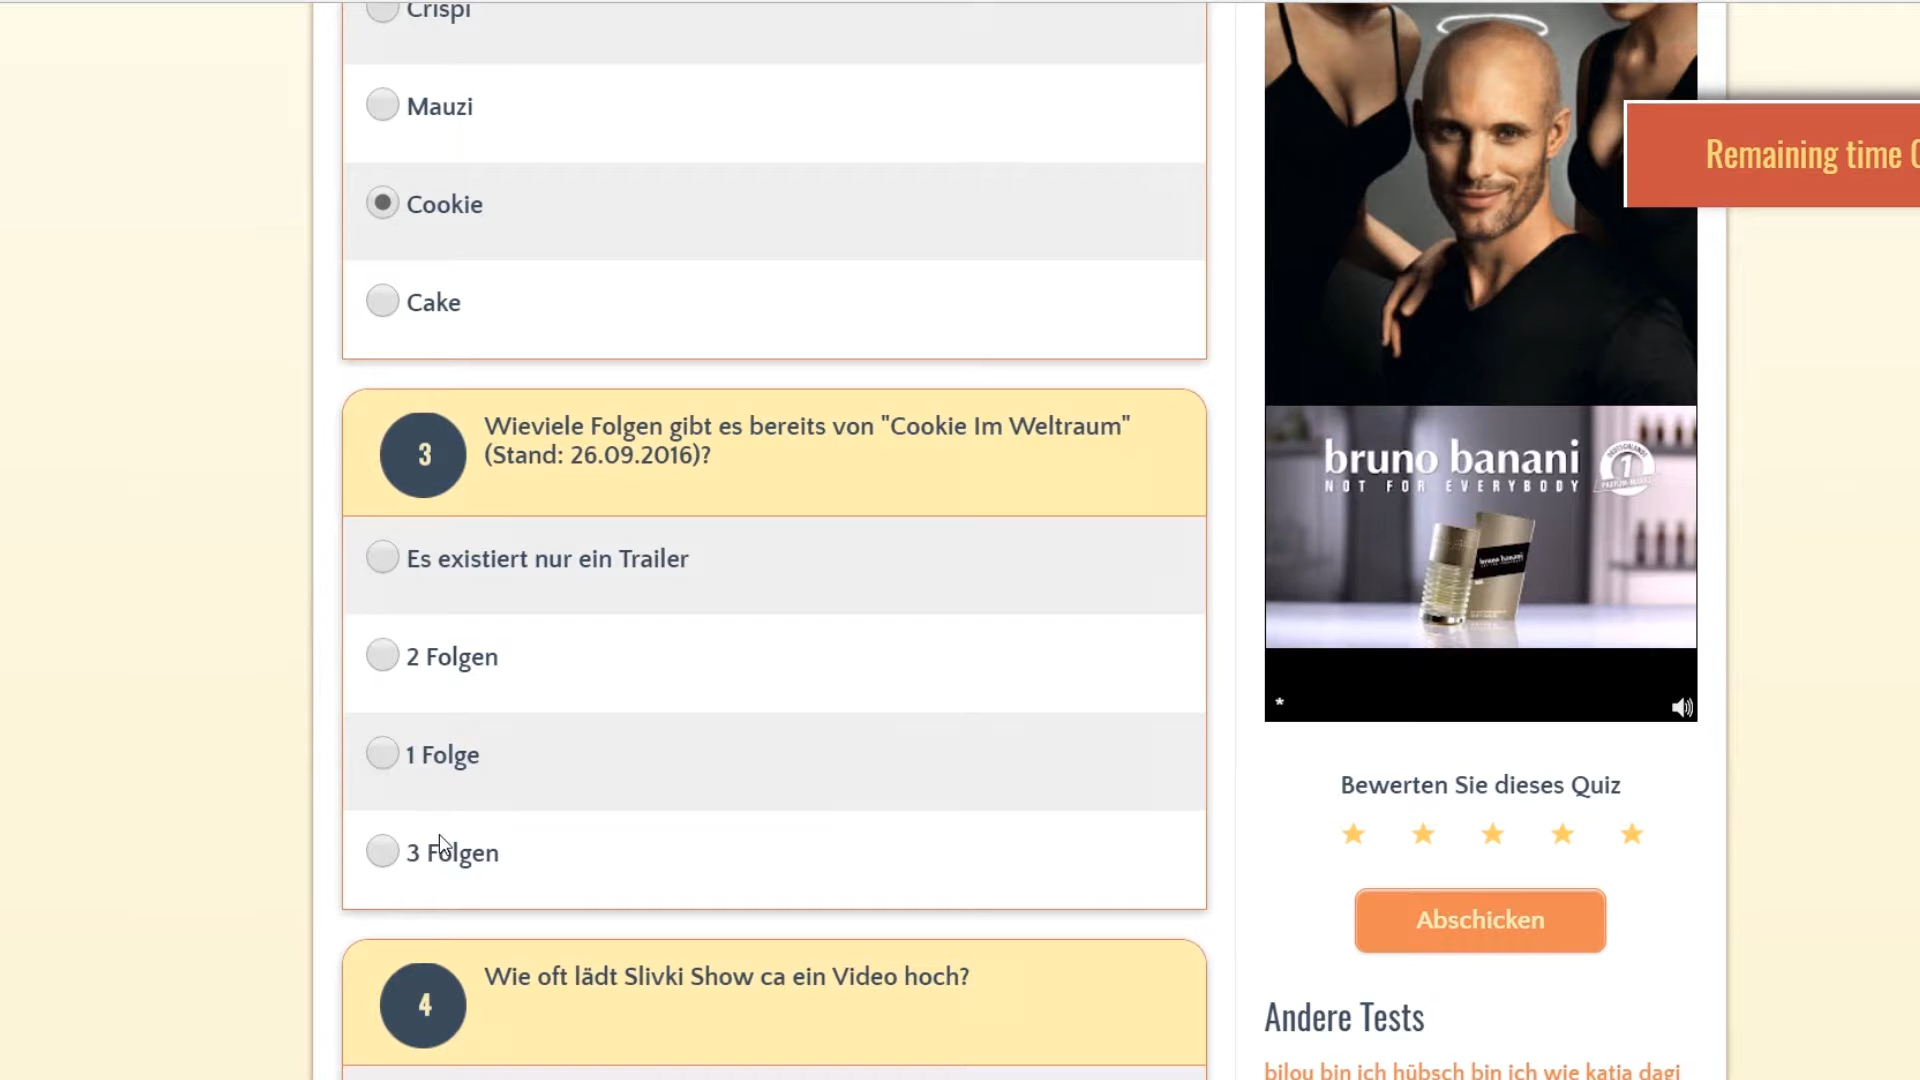 Crispi
Mauzi
Cookie
Cake
3
Wieviele Folgen gibt es bereits von "Cookie Im Weltraum"
(Stand: 26.09.2016)?
Es existiert nur ein Trailer
2 Folgen
1 Folge
3 Folgen
4
Wie oft lädt Slivki Show ca ein Video hoch?
Remaining time
bruno banani
NOT FOR EVERYBODY
1
bruno banani
*
Bewerten Sie dieses Quiz
Abschicken
Andere Tests
bilou bin ich hübsch bin ich wie katja dagi